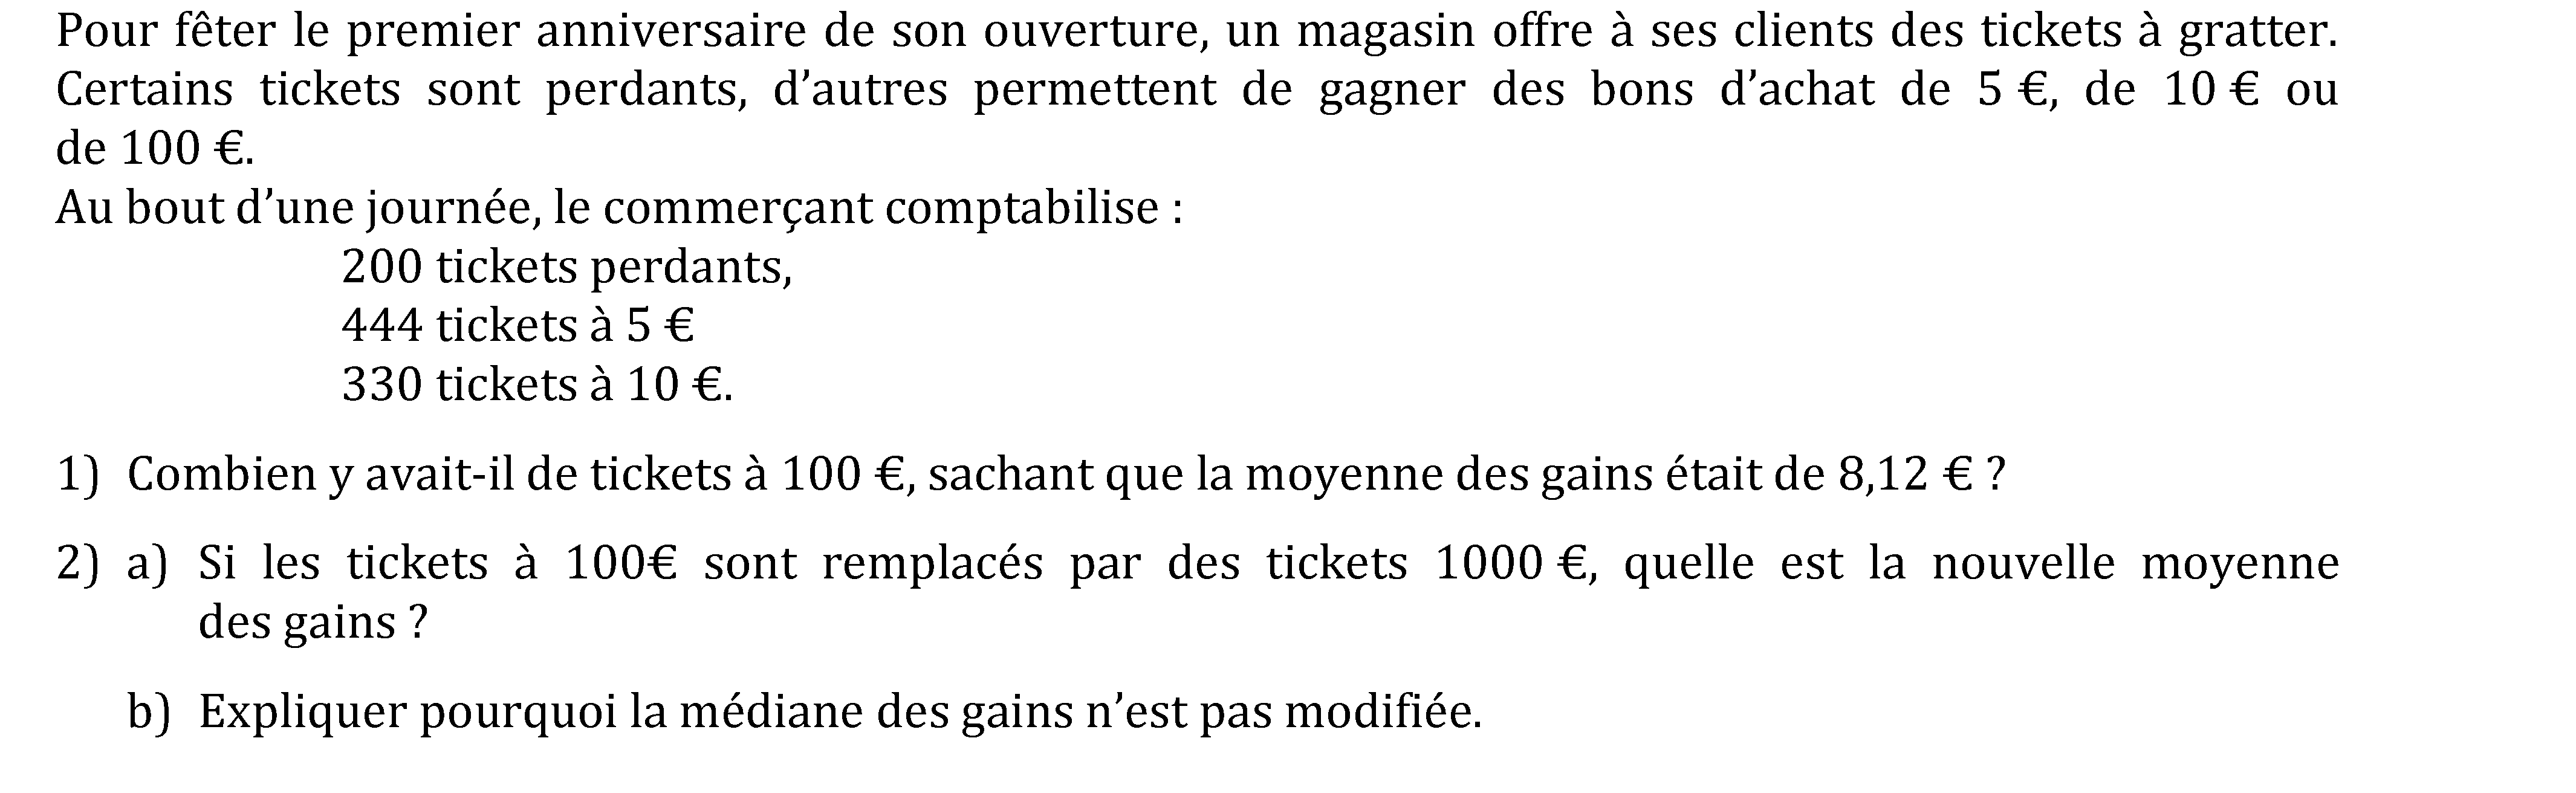 Pour fêter le premier anniversaire de son ouverture, un magasin offre à ses clients des tickets à gratter.
Certains tickets sont perdants, d’autres permettent de gagner des bons d’achat de 5 €, de 10 € ou
de 100 €.
Au bout d’une journée, le commerçant comptabilise :
200 tickets perdants,
444 tickets à 5 €
330 tickets à 10 €.
1) Combien y avait-il de tickets à 100 €, sachant que la moyenne des gains était de 8,12 € ?
2) a) Si les tickets à 100€ sont remplacés par des tickets 1000 €, quelle est la nouvelle moyenne
des gains ?
b) Expliquer pourquoi la médiane des gains n’est pas modifiée.